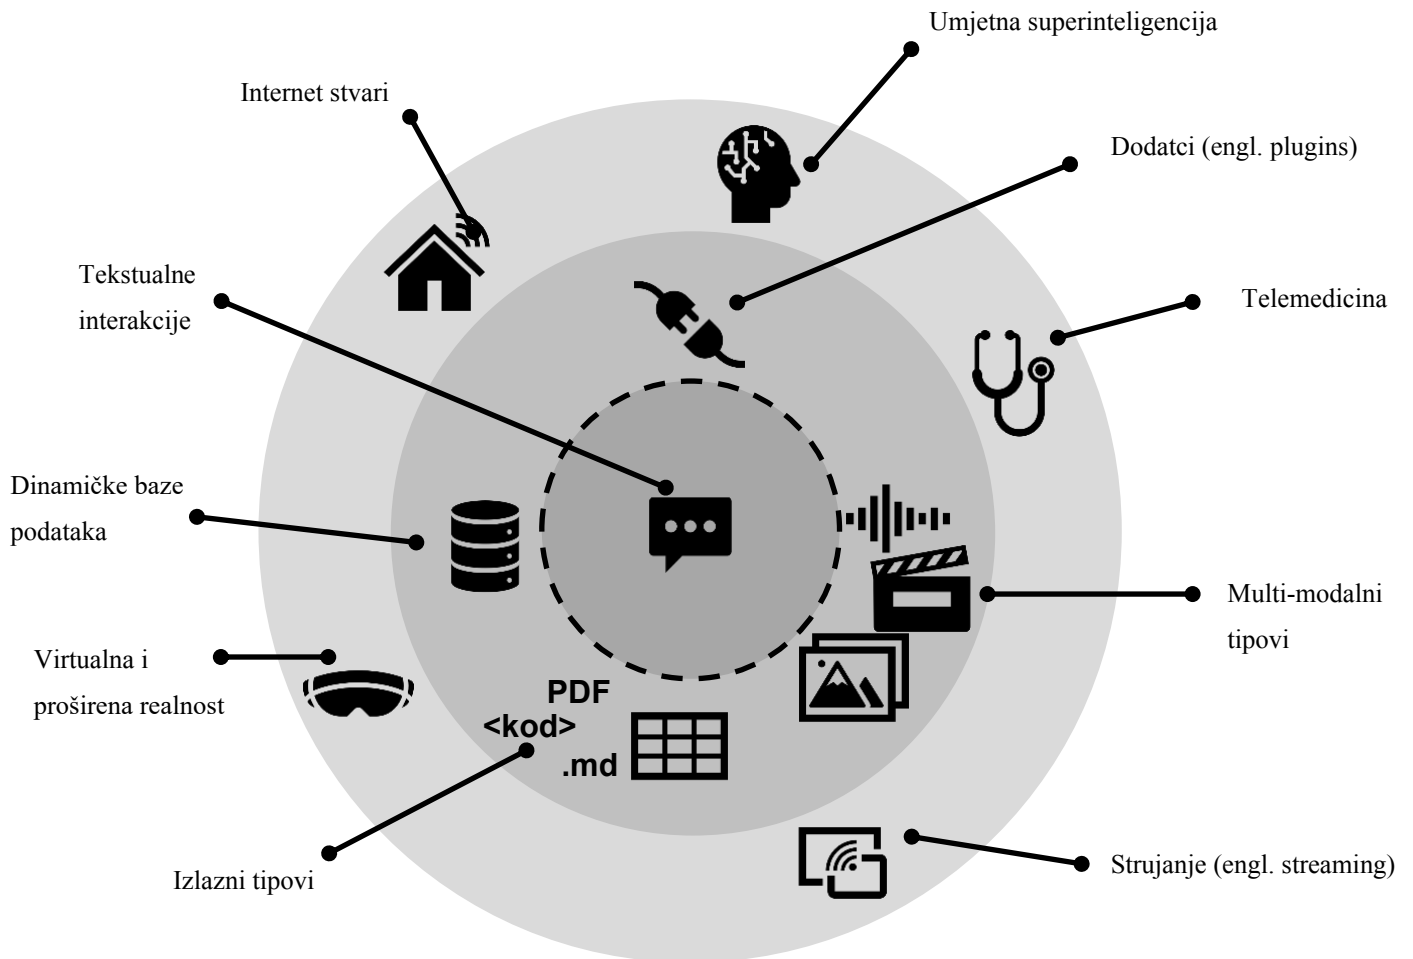 Umjetna superinteligencija
Internet stvari
Dodatci (engl. plugins)
Tekstualne
interakcije
Telemedicina
Dinamičke baze
podataka
Multi-modalni
tipovi
Virtualna i
proširena realnost
PDF
<kod>
.md
Izlazni tipovi
Strujanje (engl. streaming)